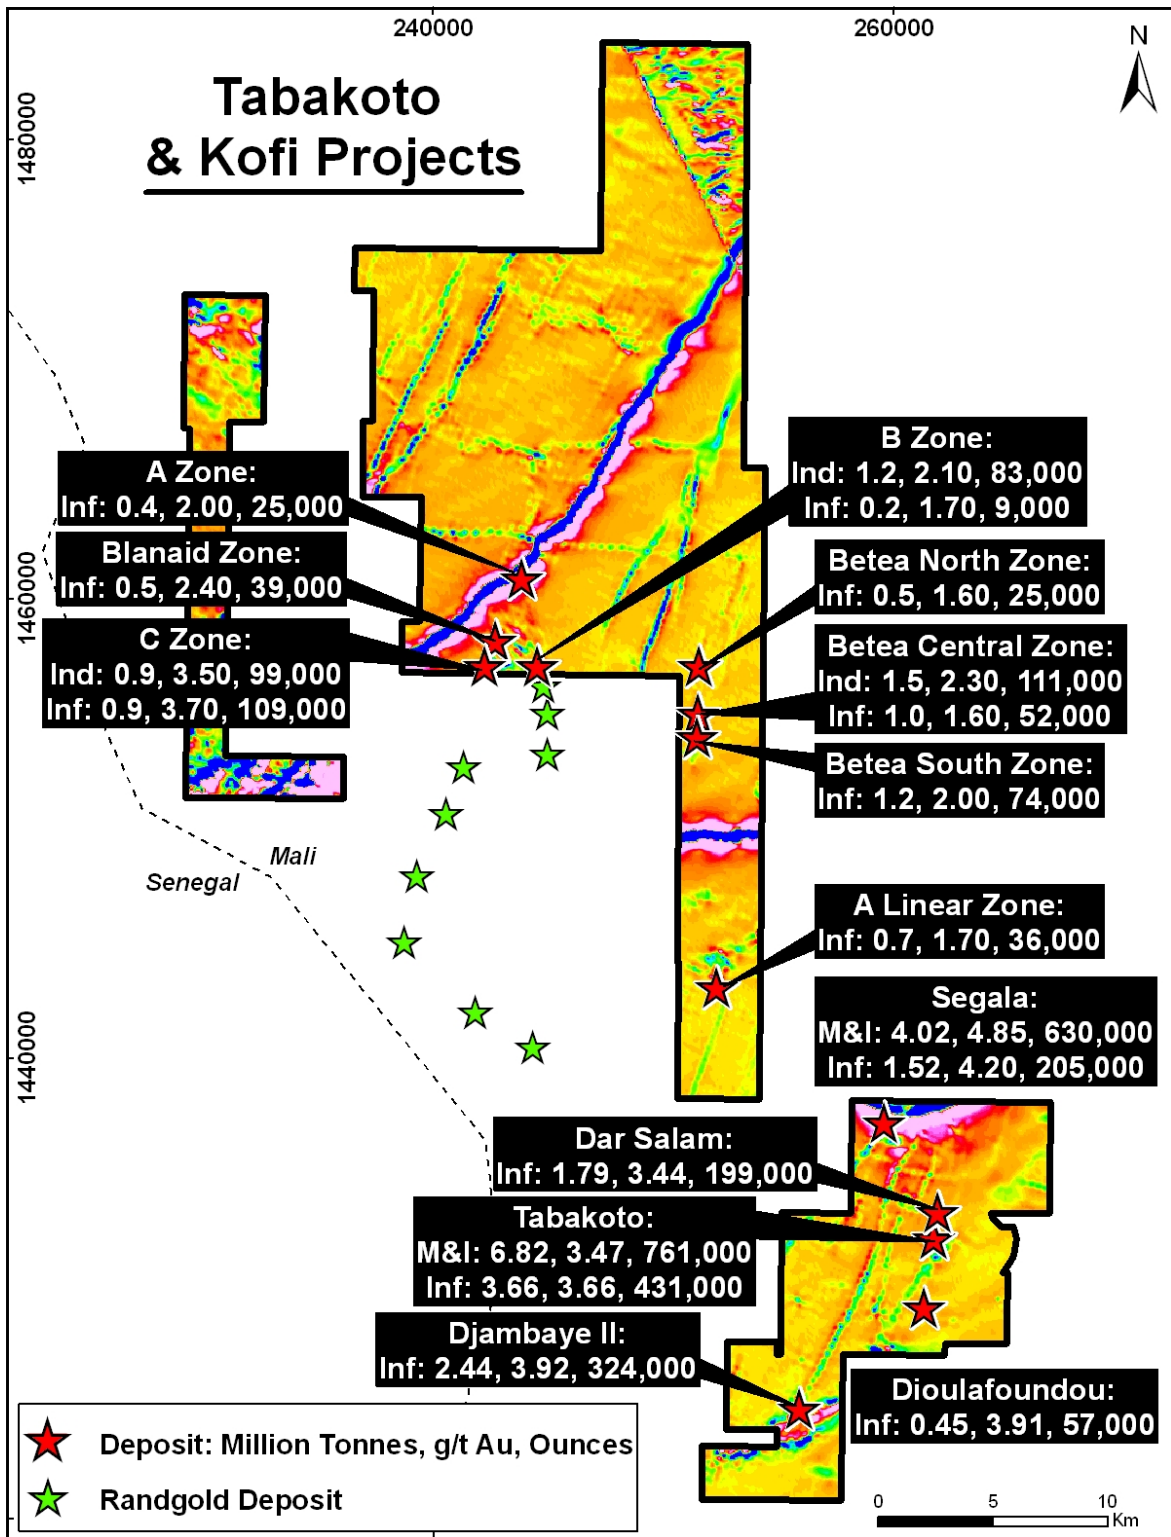 240000
260000
N
Tabakoto
& Kofi Projects
1480000
1460000
1440000
A Zone:
Inf: 0.4, 2.00, 25,000
Blanaid Zone:
Inf: 0.5, 2.40, 39,000
C Zone:
Ind: 0.9, 3.50, 99,000
Inf: 0.9, 3.70, 109,000
B Zone:
Ind: 1.2, 2.10, 83,000
Inf: 0.2, 1.70, 9,000
Betea North Zone:
Inf: 0.5, 1.60, 25,000
Betea Central Zone:
Ind: 1.5, 2.30, 111,000
Inf: 1.0, 1.60, 52,000
Betea South Zone:
Inf: 1.2, 2.00, 74,000
Mali
Senegal
A Linear Zone:
Inf: 0.7, 1.70, 36,000
Segala:
M&I: 4.02, 4.85, 630,000
Inf: 1.52, 4.20, 205,000
Dar Salam:
Inf: 1.79, 3.44, 199,000
Tabakoto:
M&I: 6.82, 3.47, 761,000
Inf: 3.66, 3.66, 431,000
Djambaye II:
Inf: 2.44, 3.92, 324,000
Dioulafoundou:
Inf: 0.45, 3.91, 57,000
Deposit: Million Tonnes, g/t Au, Ounces
Randgold Deposit
0 5 10
Km